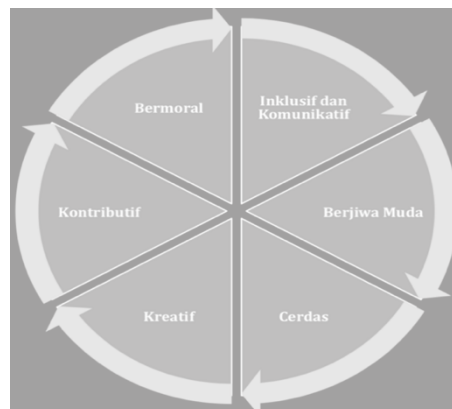 Bermoral
Inklusif dan
Komunikatif
Kontributif
Berjiwa Muda
Kreatif
Cerdas